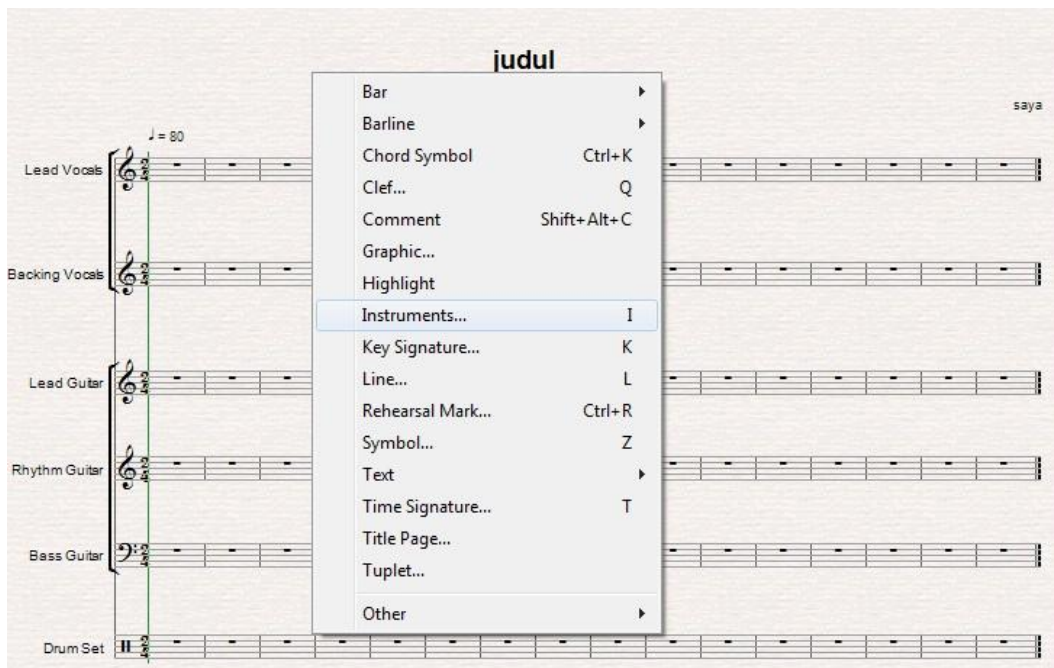 judul
saya
♩ = 80
Lead Vocals
Backing Vocals
Lead Guitar
Rhythm Guitar
Bass Guitar
Drum Set
Bar
Barline
Chord Symbol Ctrl+K
Clef... Q
Comment Shift+Alt+C
Graphic...
Highlight
Instruments... I
Key Signature... K
Line... L
Rehearsal Mark... Ctrl+R
Symbol... Z
Text
Time Signature... T
Title Page...
Tuplet...
Other